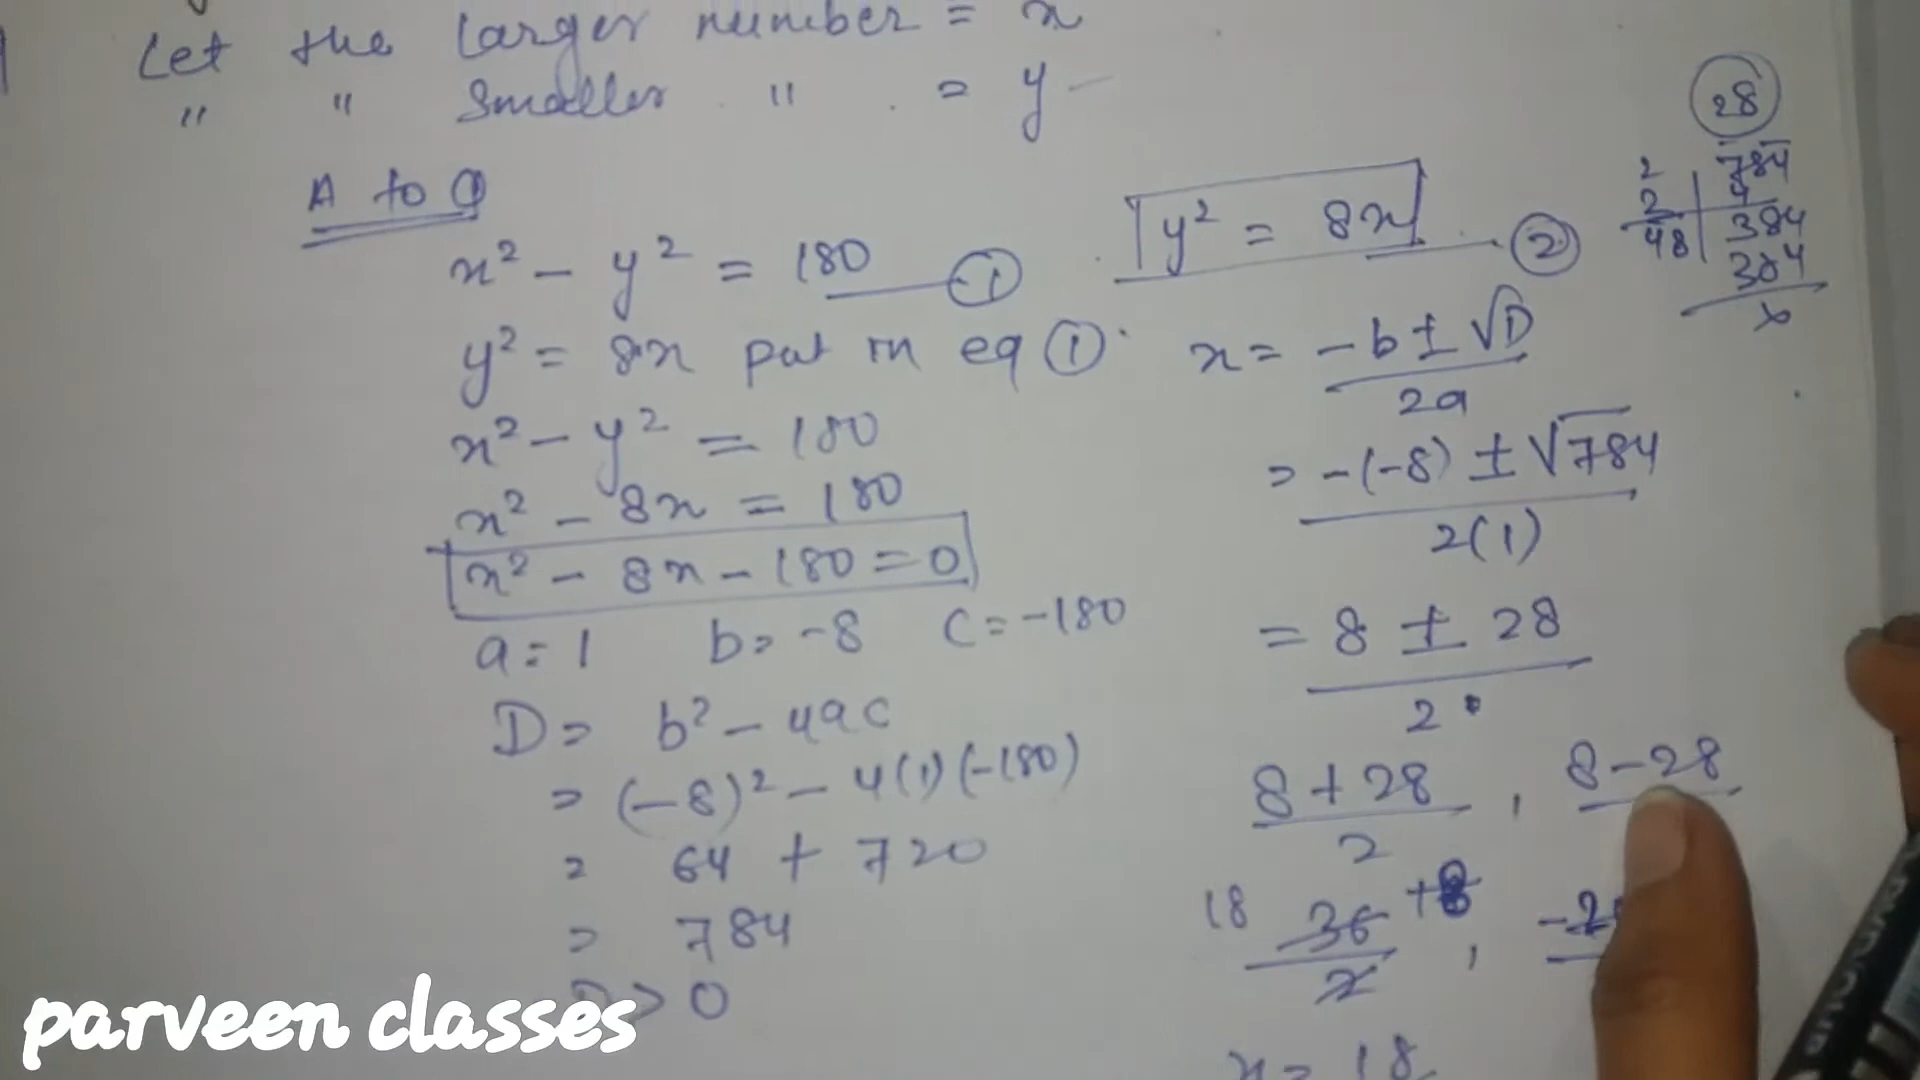 Let the larger number = x
" " Smaller " = y
A to Q
x² - y² = 180 — ①
y² = 8x put in eq ①
x² - y² = 180
x² - 8x = 180
x² - 8x - 180 = 0
a = 1 b = -8 c = -180
D = b² - 4ac
= (-8)² - 4(1)(-180)
= 64 + 720
= 784
> 0
y² = 8x — ②
x = -b ± √D
2a
= -(-8) ± √784
2(1)
= 8 ± 28
2
8 + 28 , 8 - 28
2
18 36 ,
2
x = 18
28
2 784
2 4
48 384
384
x
parveen classes